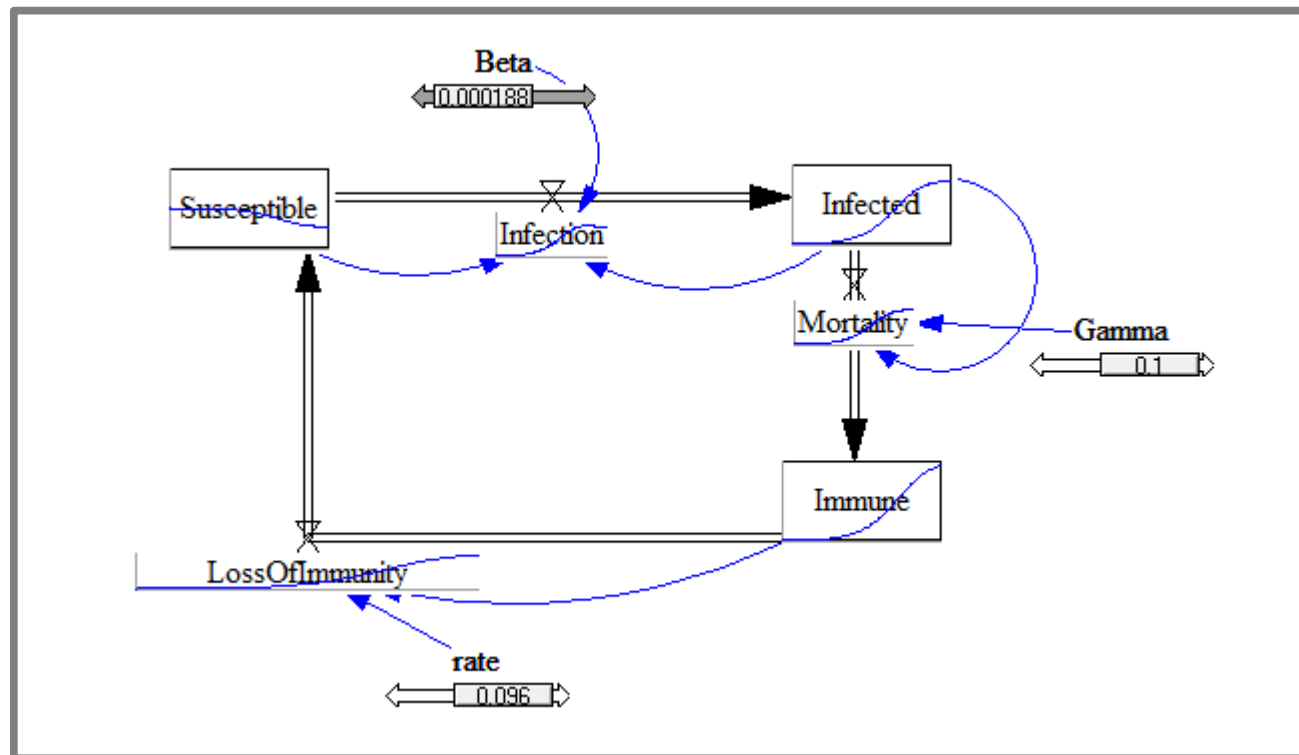 Beta
0.000188
Susceptible
Infection
Infected
Mortality
Gamma
0.1
Immune
LossOfImmunity
rate
0.096